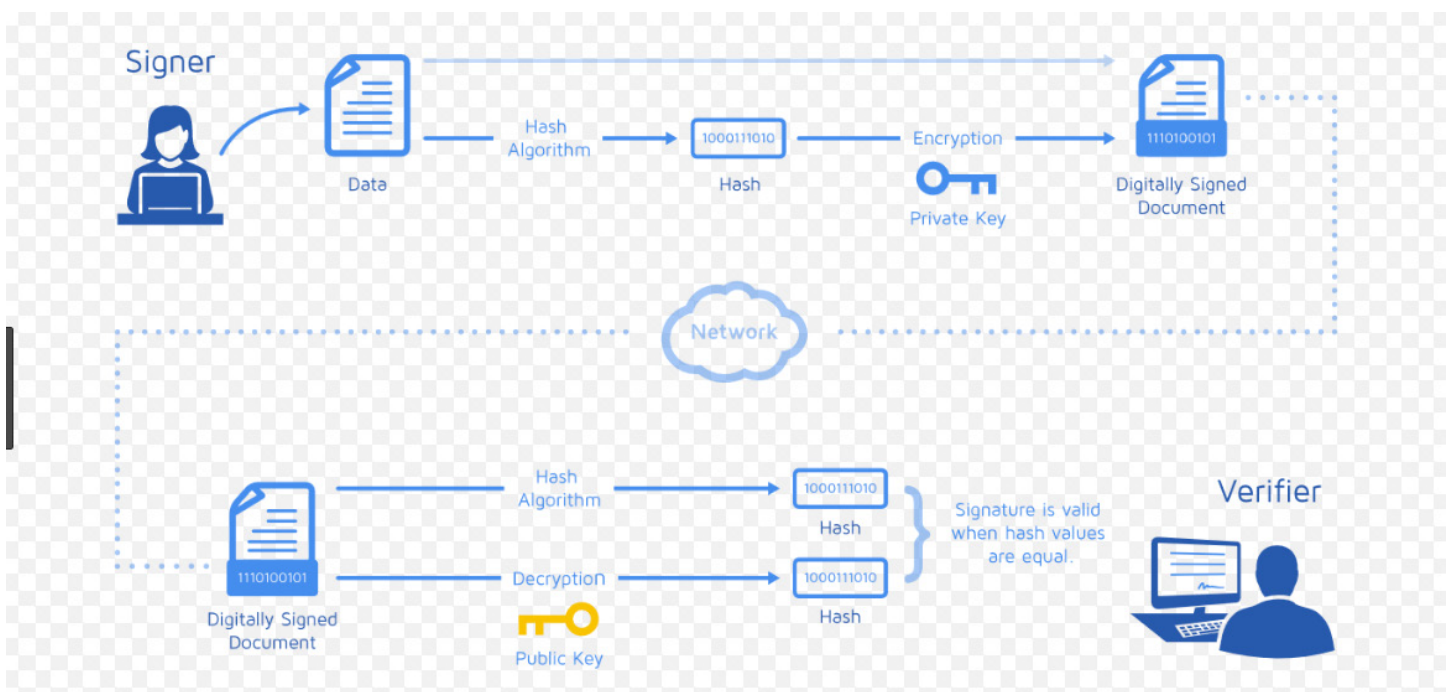 Signer
Data
Hash
Algorithm
1000111010
Hash
Encryption
Private Key
1110100101
Digitally Signed
Document
Network
1110100101
Digitally Signed
Document
Hash
Algorithm
1000111010
Hash
Decryption
Public Key
1000111010
Hash
Signature is valid
when hash values
are equal.
Verifier